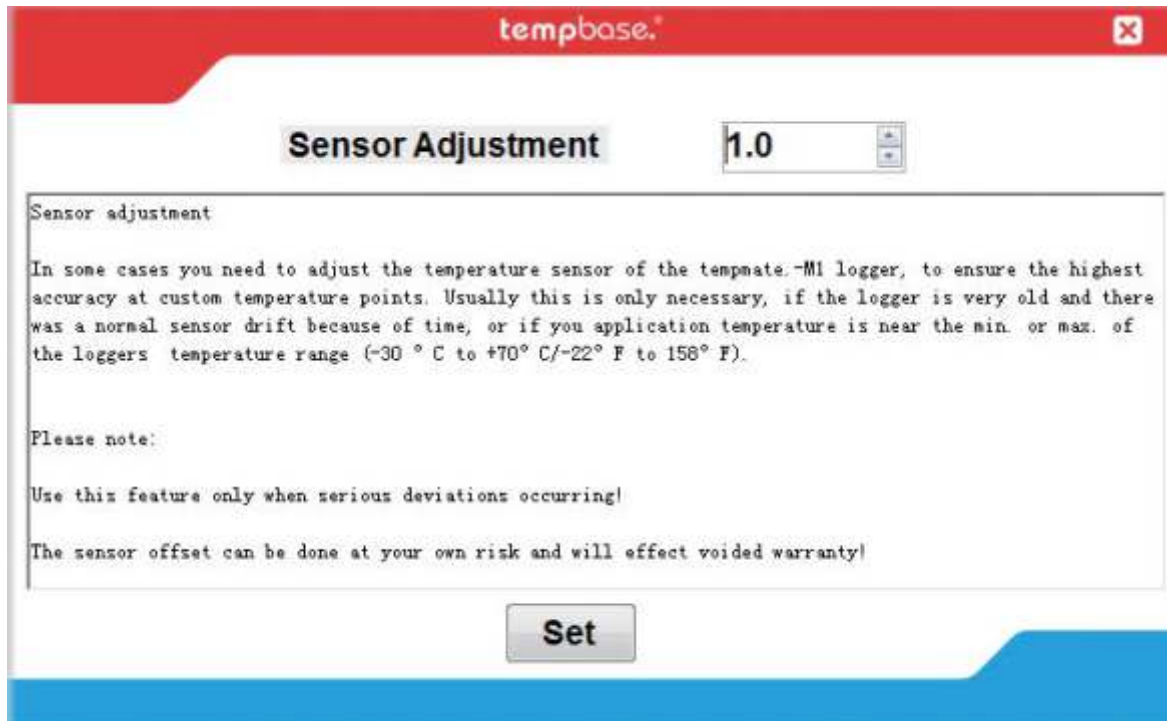 tempbase.®
Sensor Adjustment 1.0
Sensor adjustment
In some cases you need to adjust the temperature sensor of the tempmate.-M1 logger, to ensure the highest
accuracy at custom temperature points. Usually this is only necessary, if the logger is very old and there
was a normal sensor drift because of time, or if you application temperature is near the min. or max. of
the loggers temperature range (-30 ° C to +70° C/-22° F to 158° F).
Please note:
Use this feature only when serious deviations occurring!
The sensor offset can be done at your own risk and will effect voided warranty!
Set